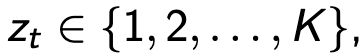 z_t ∈ {1, 2, . . . , K},